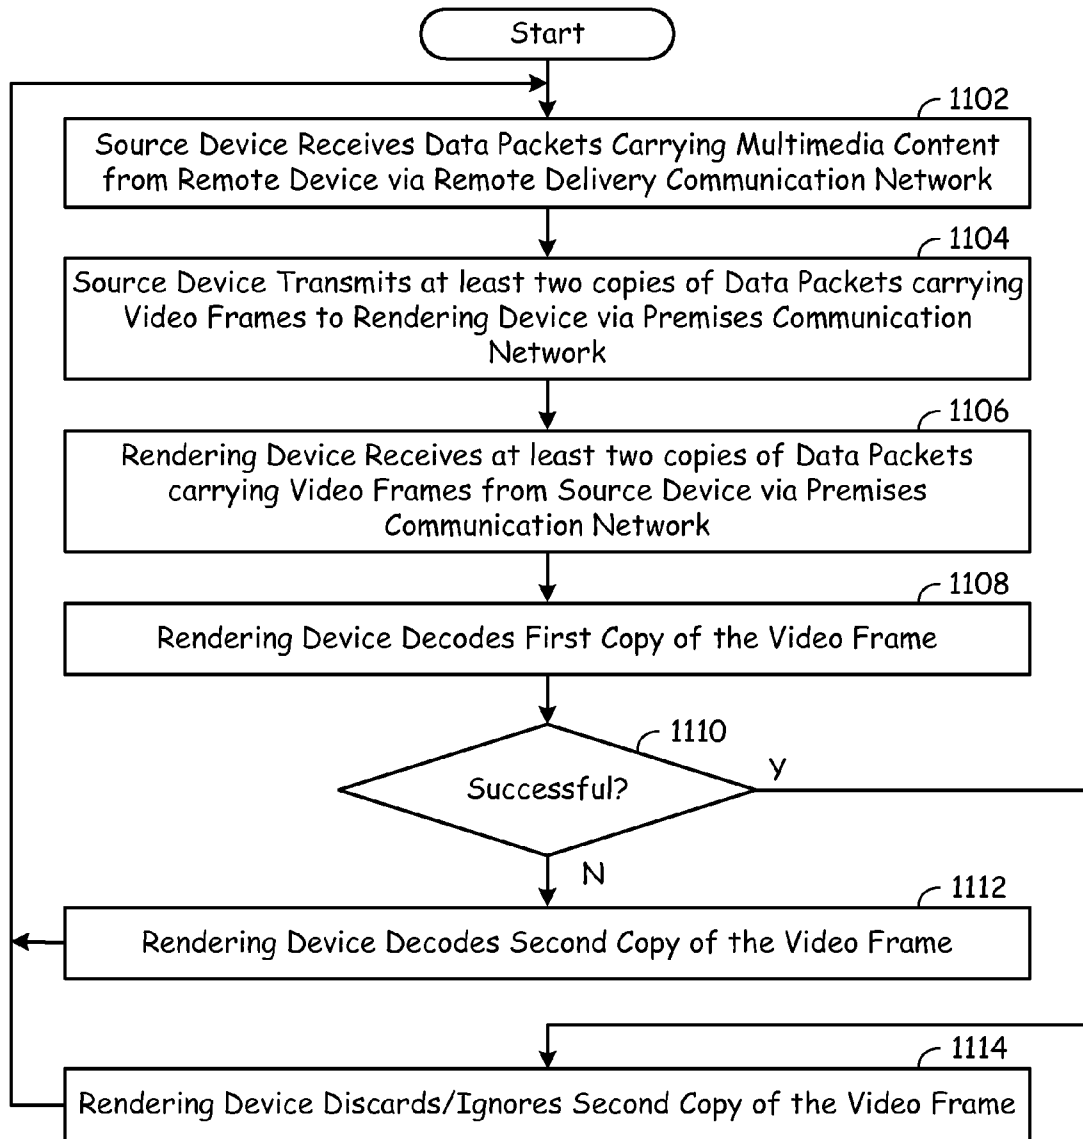 Start
1102
Source Device Receives Data Packets Carrying Multimedia Content
from Remote Device via Remote Delivery Communication Network
1104
Source Device Transmits at least two copies of Data Packets carrying
Video Frames to Rendering Device via Premises Communication
Network
1106
Rendering Device Receives at least two copies of Data Packets
carrying Video Frames from Source Device via Premises
Communication Network
1108
Rendering Device Decodes First Copy of the Video Frame
1110
Successful?
Y
N
1112
Rendering Device Decodes Second Copy of the Video Frame
1114
Rendering Device Discards/Ignores Second Copy of the Video Frame